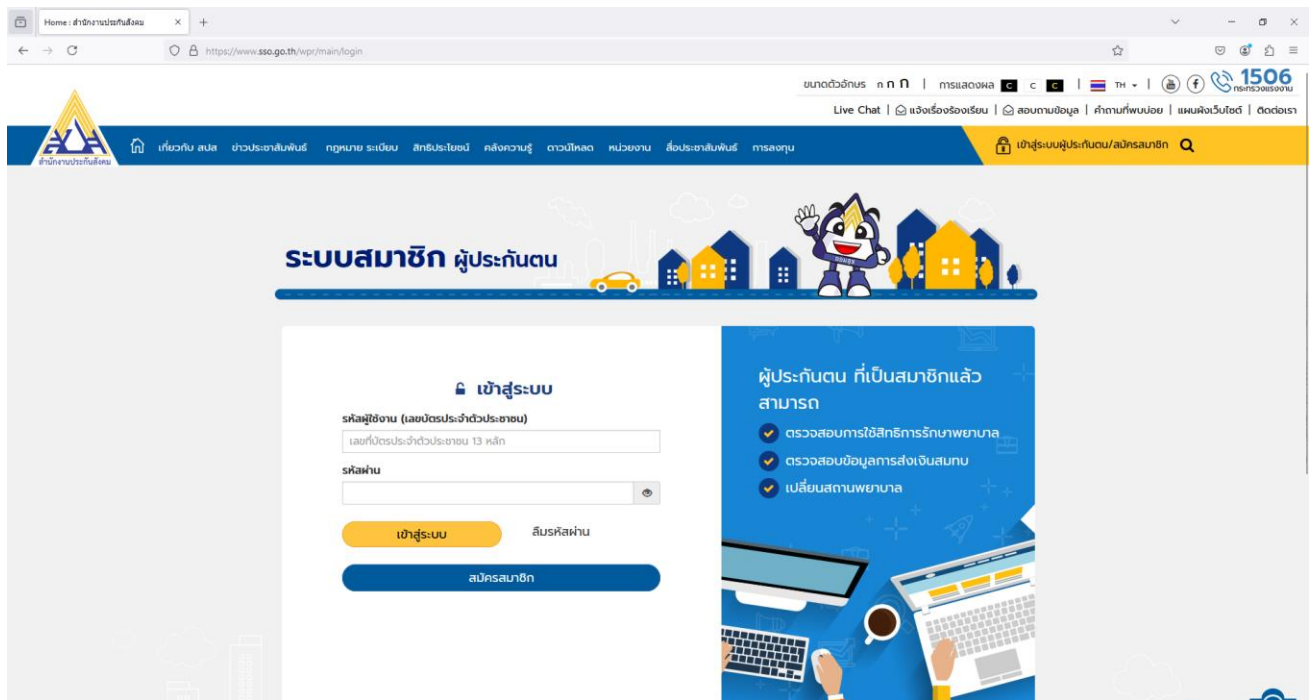 Home : สำนักงานประกันสังคม
https://www.sso.go.th/wpr/main/login
ขนาดตัวอักษร ก ก ก | การแสดงผล C C C | TH | 1506
กระทรวงแรงงาน
Live Chat | แจ้งเรื่องร้องเรียน | สอบถามข้อมูล | คำถามที่พบบ่อย | แผนผังเว็บไซต์ | ติดต่อเรา
สำนักงานประกันสังคม
เกี่ยวกับ สปส ข่าวประชาสัมพันธ์ กฎหมาย ระเบียบ สิทธิประโยชน์ คลังความรู้ ดาวน์โหลด หน่วยงาน สื่อประชาสัมพันธ์ การลงทุน เข้าสู่ระบบผู้ประกันตน/สมัครสมาชิก
ระบบสมาชิก ผู้ประกันตน
เข้าสู่ระบบ
รหัสผู้ใช้งาน (เลขบัตรประจำตัวประชาชน)
เลขที่บัตรประจำตัวประชาชน 13 หลัก
รหัสผ่าน
เข้าสู่ระบบ ลืมรหัสผ่าน
สมัครสมาชิก
ผู้ประกันตน ที่เป็นสมาชิกแล้ว
สามารถ
ตรวจสอบการใช้สิทธิการรักษาพยาบาล
ตรวจสอบข้อมูลการส่งเงินสมทบ
เปลี่ยนสถานพยาบาล